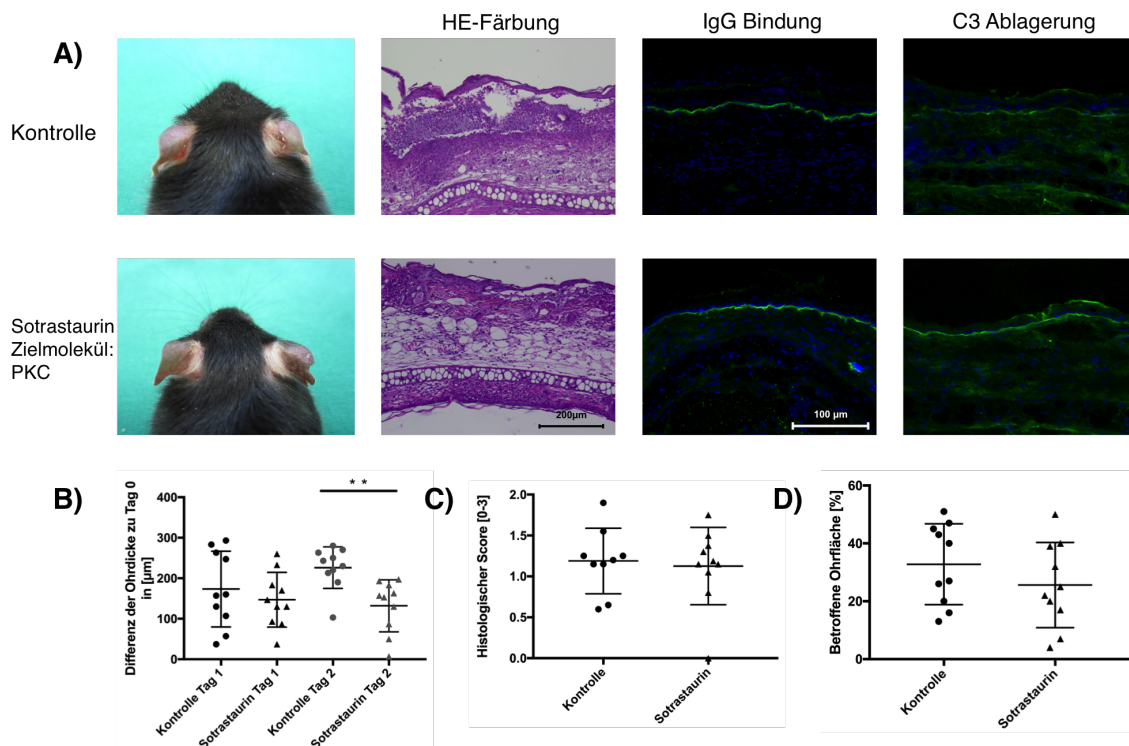 HE-Färbung
IgG Bindung
C3 Ablagerung
A)
Kontrolle
Sotrastaurin
Zielmolekül:
PKC
200µm
100 µm
B)
Differenz der Ohrdicke zu Tag 0
in [µm]
400
300
200
100
0
* *
Kontrolle Tag 1
Sotrastaurin Tag 1
Kontrolle Tag 2
Sotrastaurin Tag 2
C)
Histologischer Score [0-3]
2.0
1.5
1.0
0.5
0.0
Kontrolle
Sotrastaurin
D)
Betroffene Ohrfläche [%]
60
40
20
0
Kontrolle
Sotrastaurin